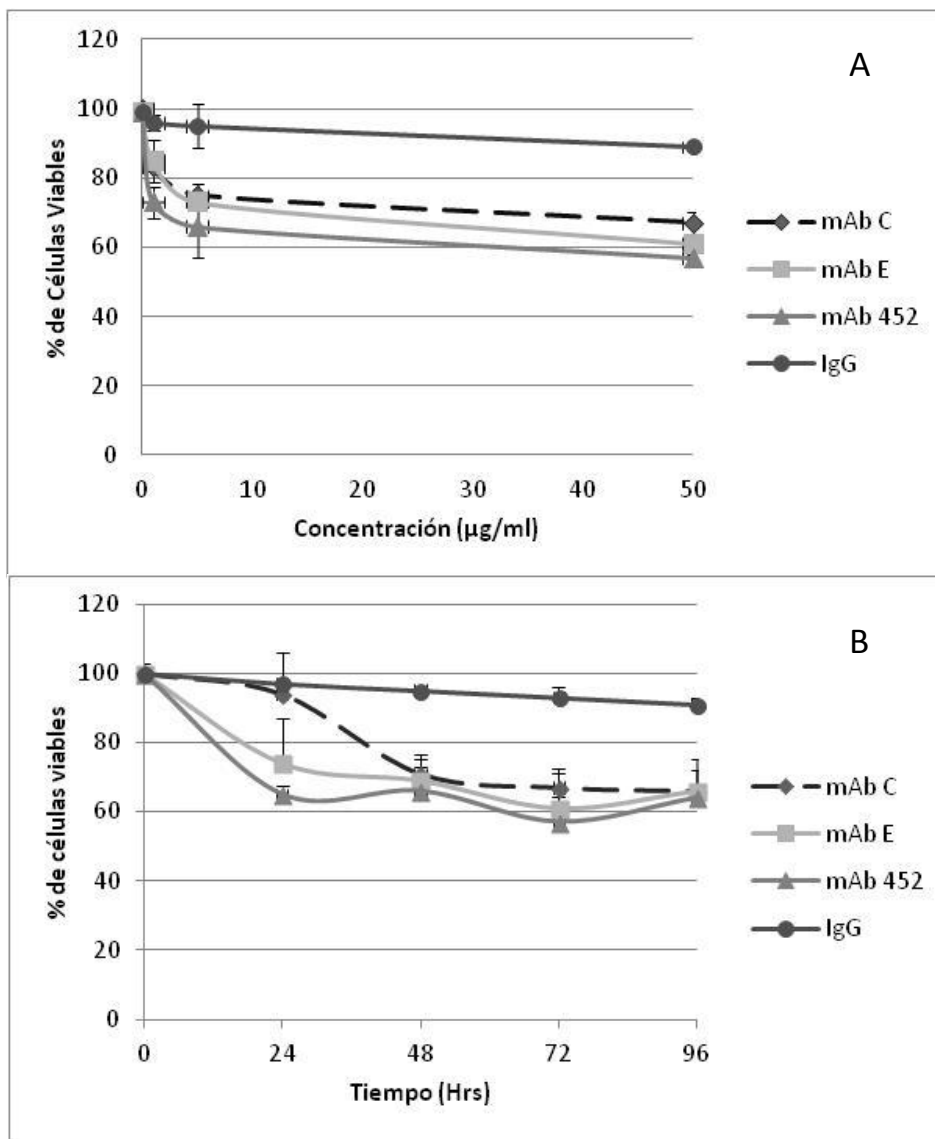 120
100
80
60
40
20
0
% de Células Viables
0 10 20 30 40 50
Concentración (µg/ml)
A
mAb C
mAb E
mAb 452
IgG
120
100
80
60
40
20
0
% de células viables
0 24 48 72 96
Tiempo (Hrs)
B
mAb C
mAb E
mAb 452
IgG